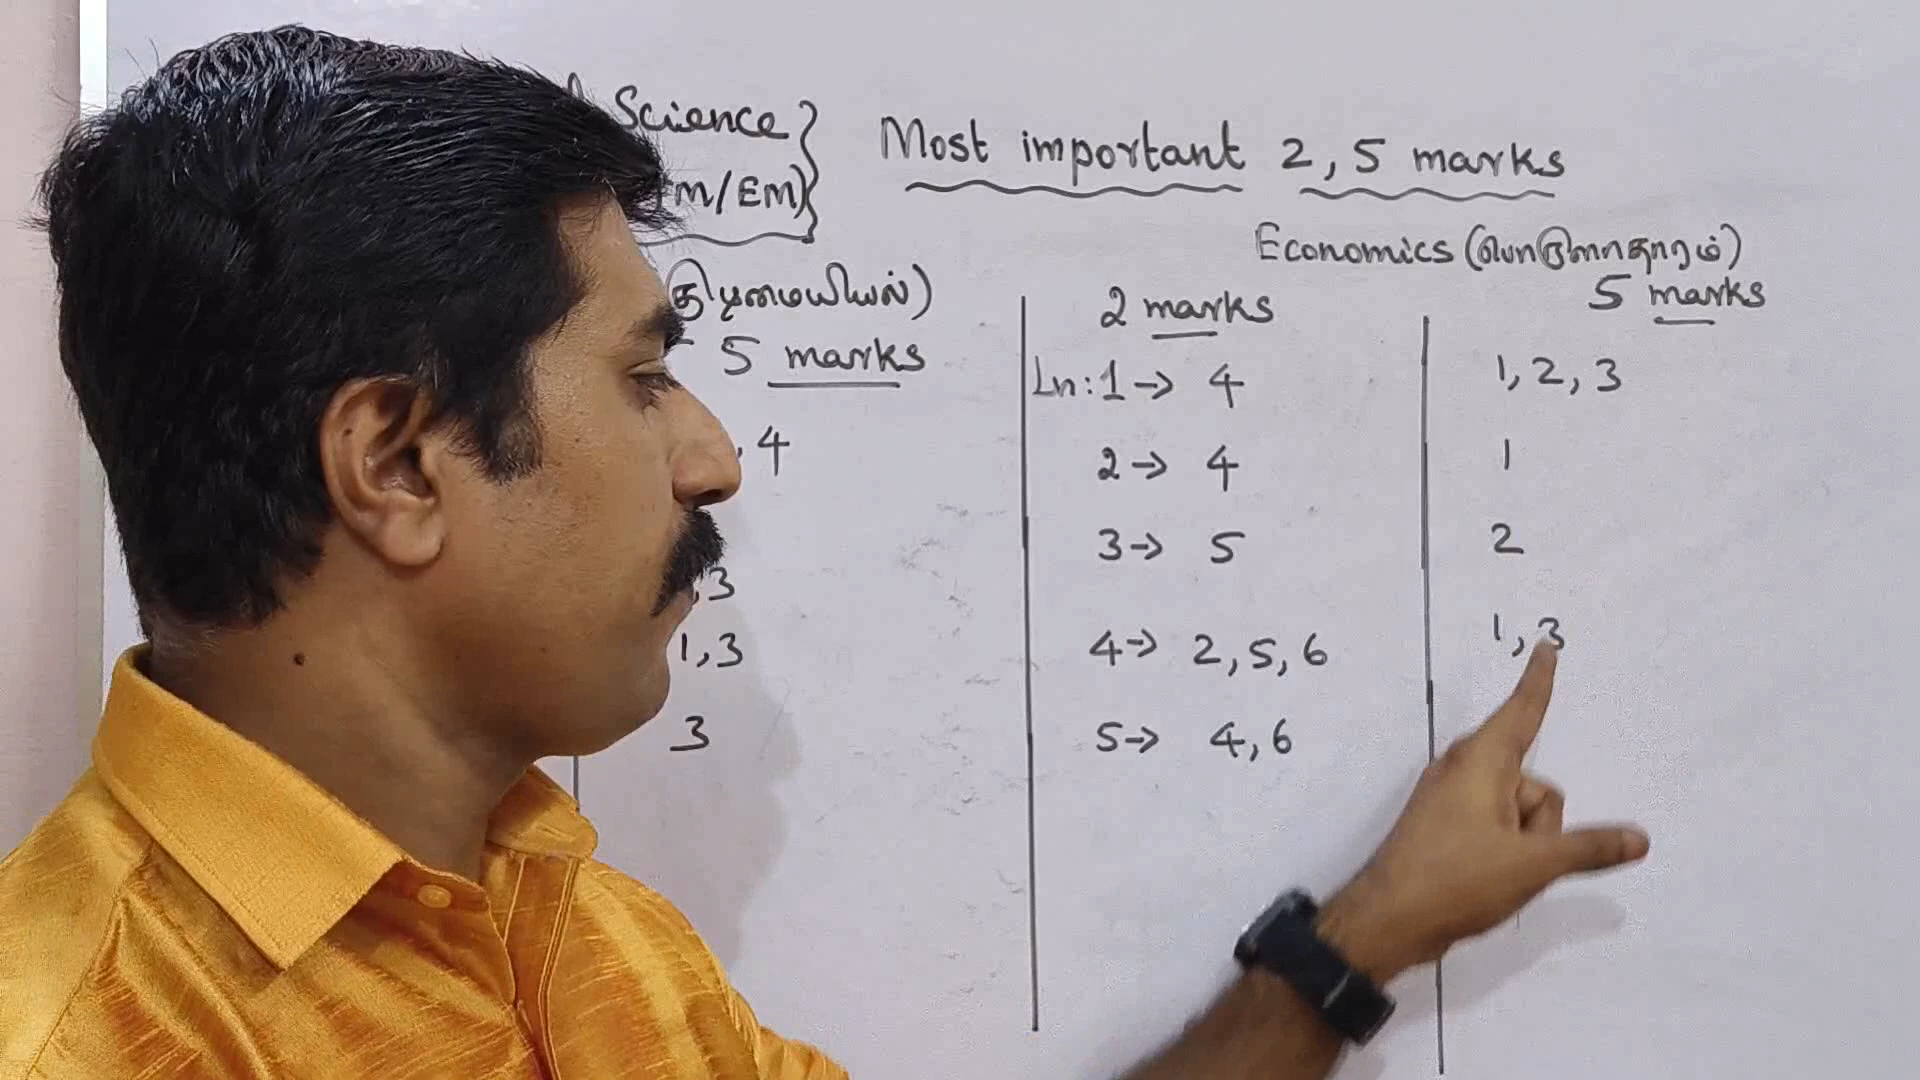 Science
M/EM)
Most important 2, 5 marks
(குடிமையியல்)
5 marks
, 4
, 3
1, 3
3
Economics (பொருளாதாரம்)
2 marks
5 marks
Ln: 1 → 4
1, 2, 3
2 → 4
1
3 → 5
2
4 → 2, 5, 6
1, 3
5 → 4, 6